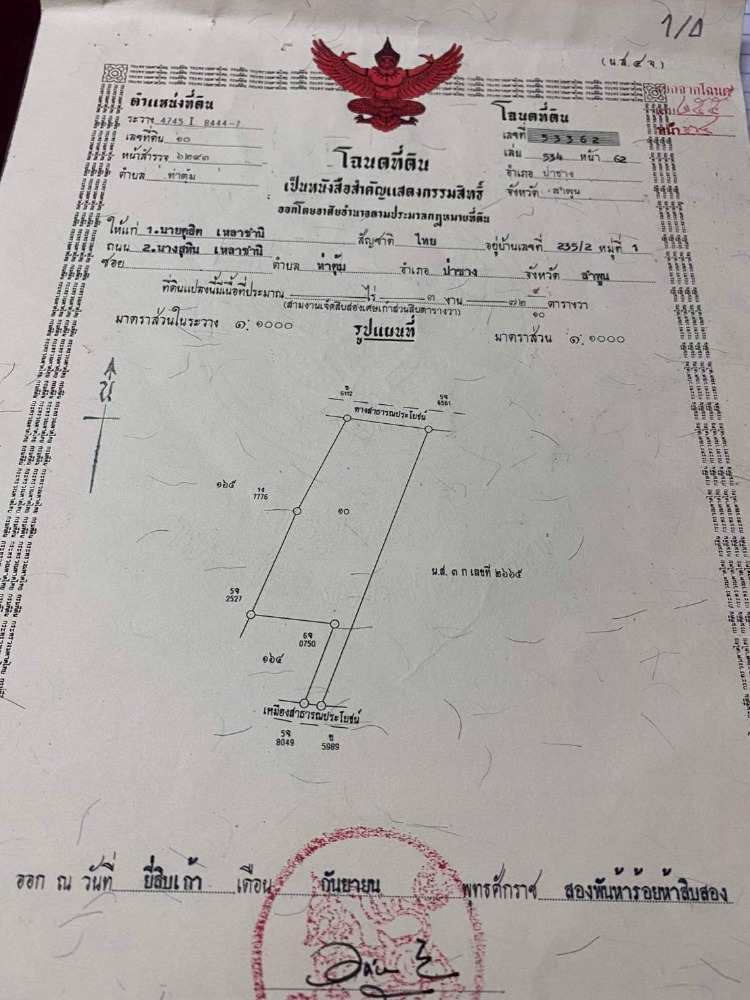 1/๘
(น.ส.๔ จ)
ตำแหน่งที่ดิน
ระวาง 4745 I 8444-7
เลขที่ดิน ๑๐
หน้าสำรวจ ๖๒๙๓
ตำบล ท่าตุ้ม
โฉนดที่ดิน
เลขที่ 53362
เล่ม 534 หน้า 62
อำเภอ ป่าซาง
จังหวัด ลำพูน
โฉนดที่ดิน
เป็นหนังสือสำคัญแสดงกรรมสิทธิ์
ออกโดยอาศัยอำนาจตามประมวลกฎหมายที่ดิน
ให้แก่ 1.นายดุสิต เหลาชานิ สัญชาติ ไทย อยู่บ้านเลขที่ 235/2 หมู่ที่ 1
ถนน 2.นางสุทิน เหลาชานิ
ซอย ตำบล ท่าตุ้ม อำเภอ ป่าซาง จังหวัด ลำพูน
ที่ดินแปลงนี้มีเนื้อที่ประมาณ ไร่ ๓ งาน ๗๒ ๙/๑๐ ตารางวา
(สามงานเจ็ดสิบสองเศษเก้าส่วนสิบตารางวา)
มาตราส่วนในระวาง ๑:๑๐๐๐ รูปแผนที่ มาตราส่วน ๑:๑๐๐๐
น
ข
6112
5จ
6561
ทางสาธารณประโยชน์
๑๖๕
7776
๑๐
น.ส. ๓ ก เลขที่ ๒๖๖๕
5จ
2527
6จ
0750
๑๖๔
เหมืองสาธารณประโยชน์
5จ
8049
ข
5989
ออก ณ วันที่ ยี่สิบเก้า เดือน กันยายน พุทธศักราช สองพันห้าร้อยห้าสิบสอง